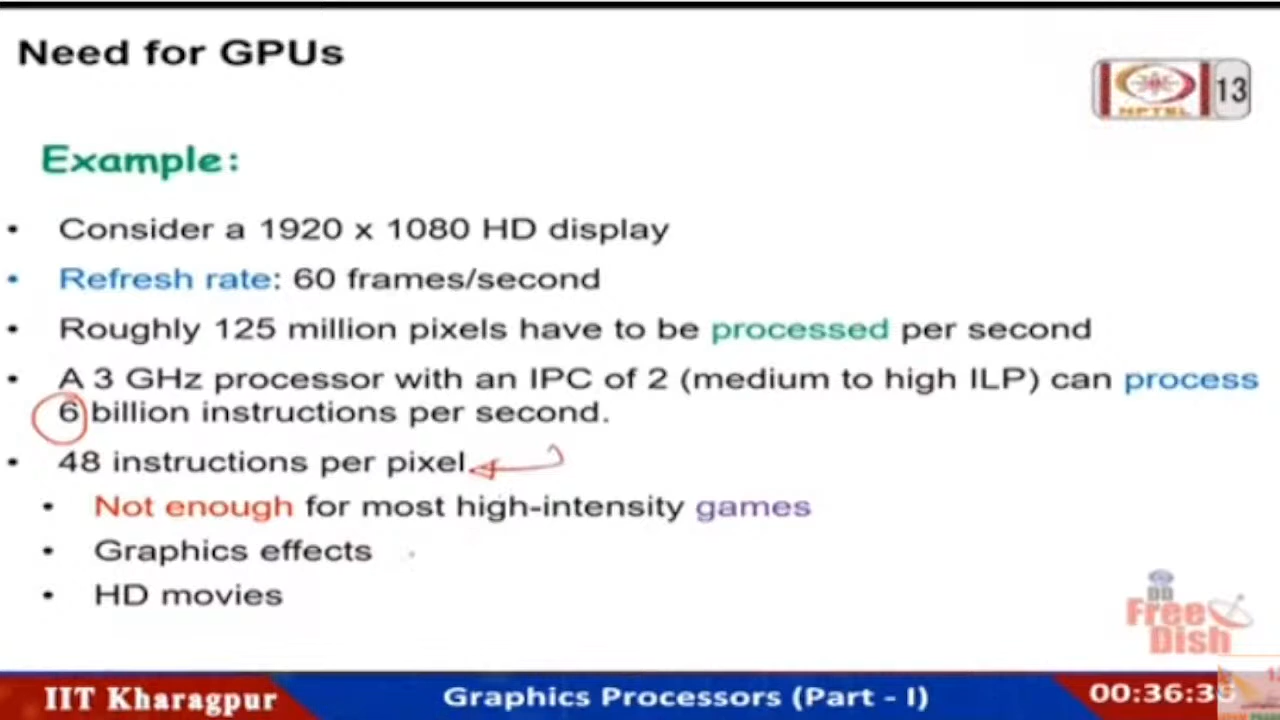 Need for GPUs
NPTEL 13
Example:
• Consider a 1920 x 1080 HD display
• Refresh rate: 60 frames/second
• Roughly 125 million pixels have to be processed per second
• A 3 GHz processor with an IPC of 2 (medium to high ILP) can process
6 billion instructions per second.
• 48 instructions per pixel
• Not enough for most high-intensity games
• Graphics effects
• HD movies
DD
Free
Dish
IIT Kharagpur
Graphics Processors (Part - I)